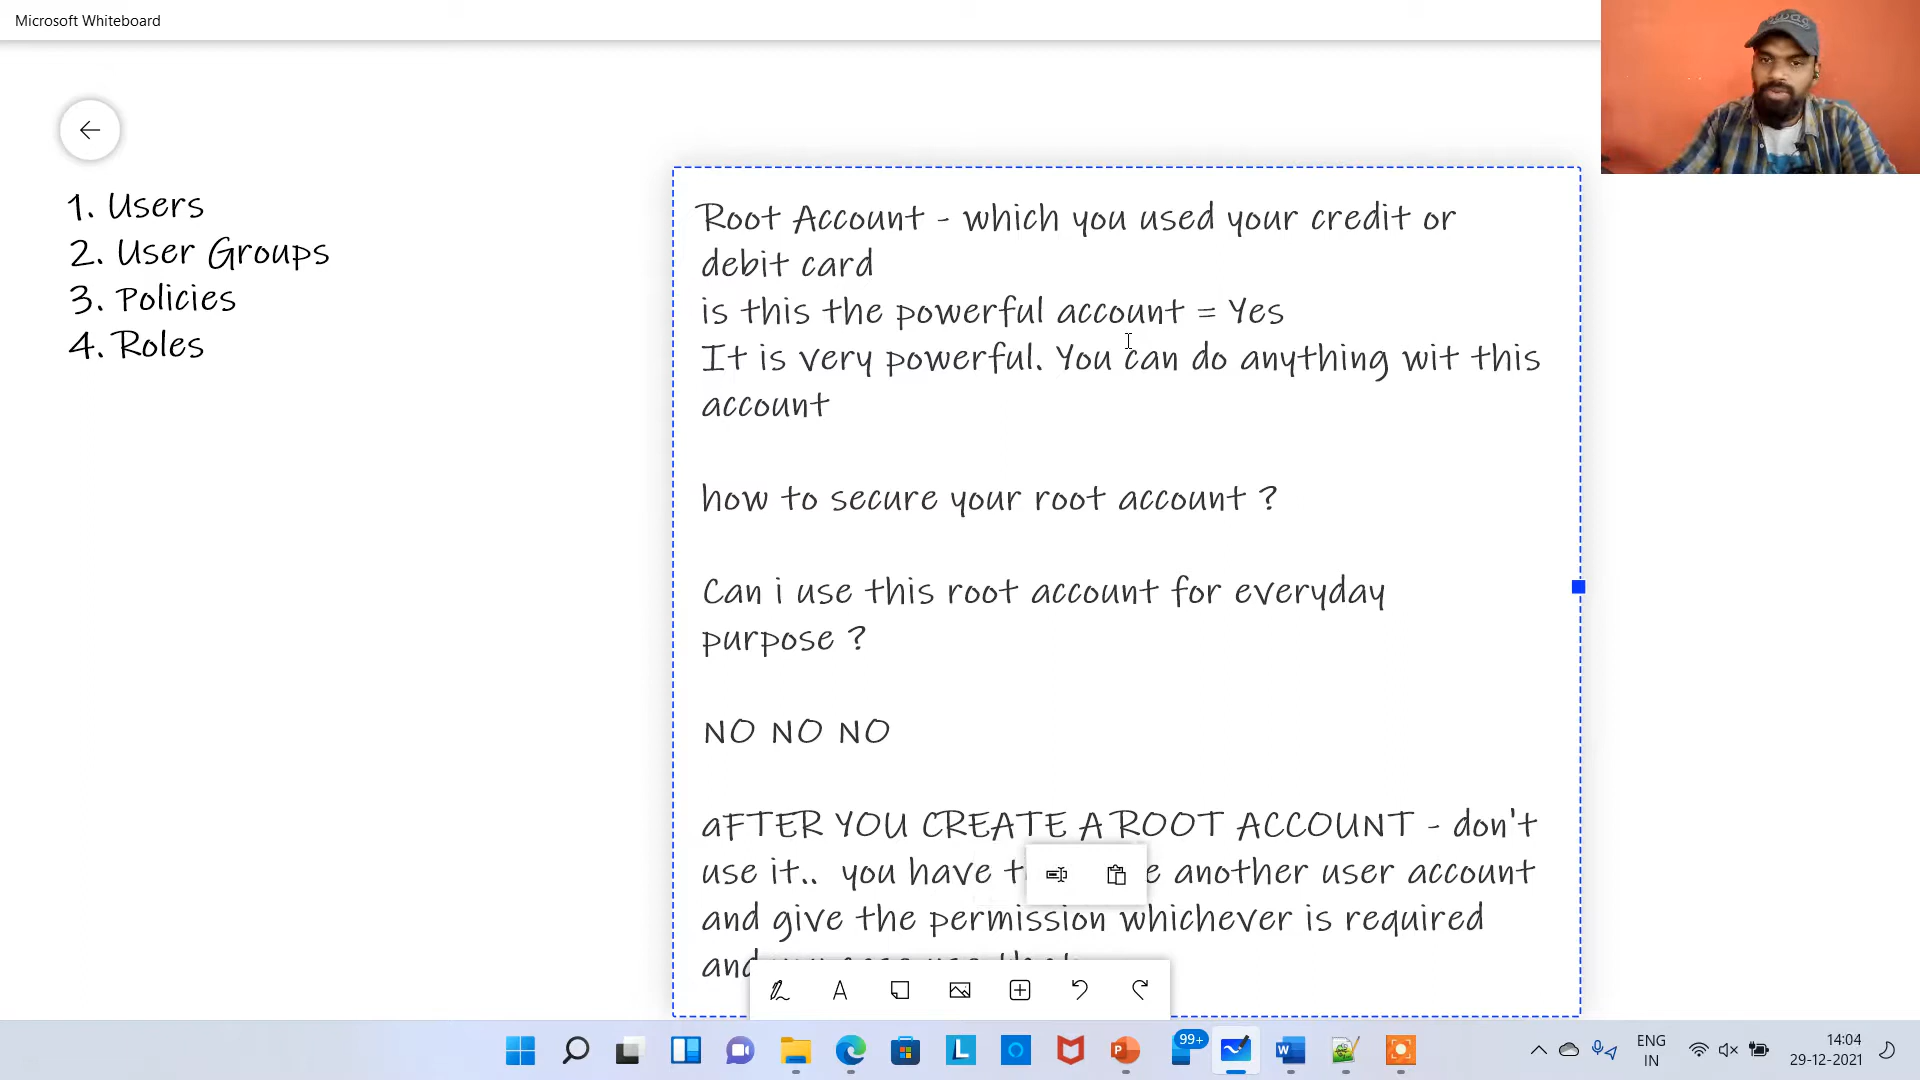 Microsoft Whiteboard
1. Users
2. User Groups
3. Policies
4. Roles
Root Account - which you used your credit or
debit card
is this the powerful account = Yes
It is very powerful. You can do anything wit this
account
how to secure your root account ?
Can i use this root account for everyday
purpose ?
NO NO NO
aFTER YOU CREATE A ROOT ACCOUNT - don't
use it.. you have another user account
and give the permission whichever is required
and
99+
ENG
IN
14:04
29-12-2021